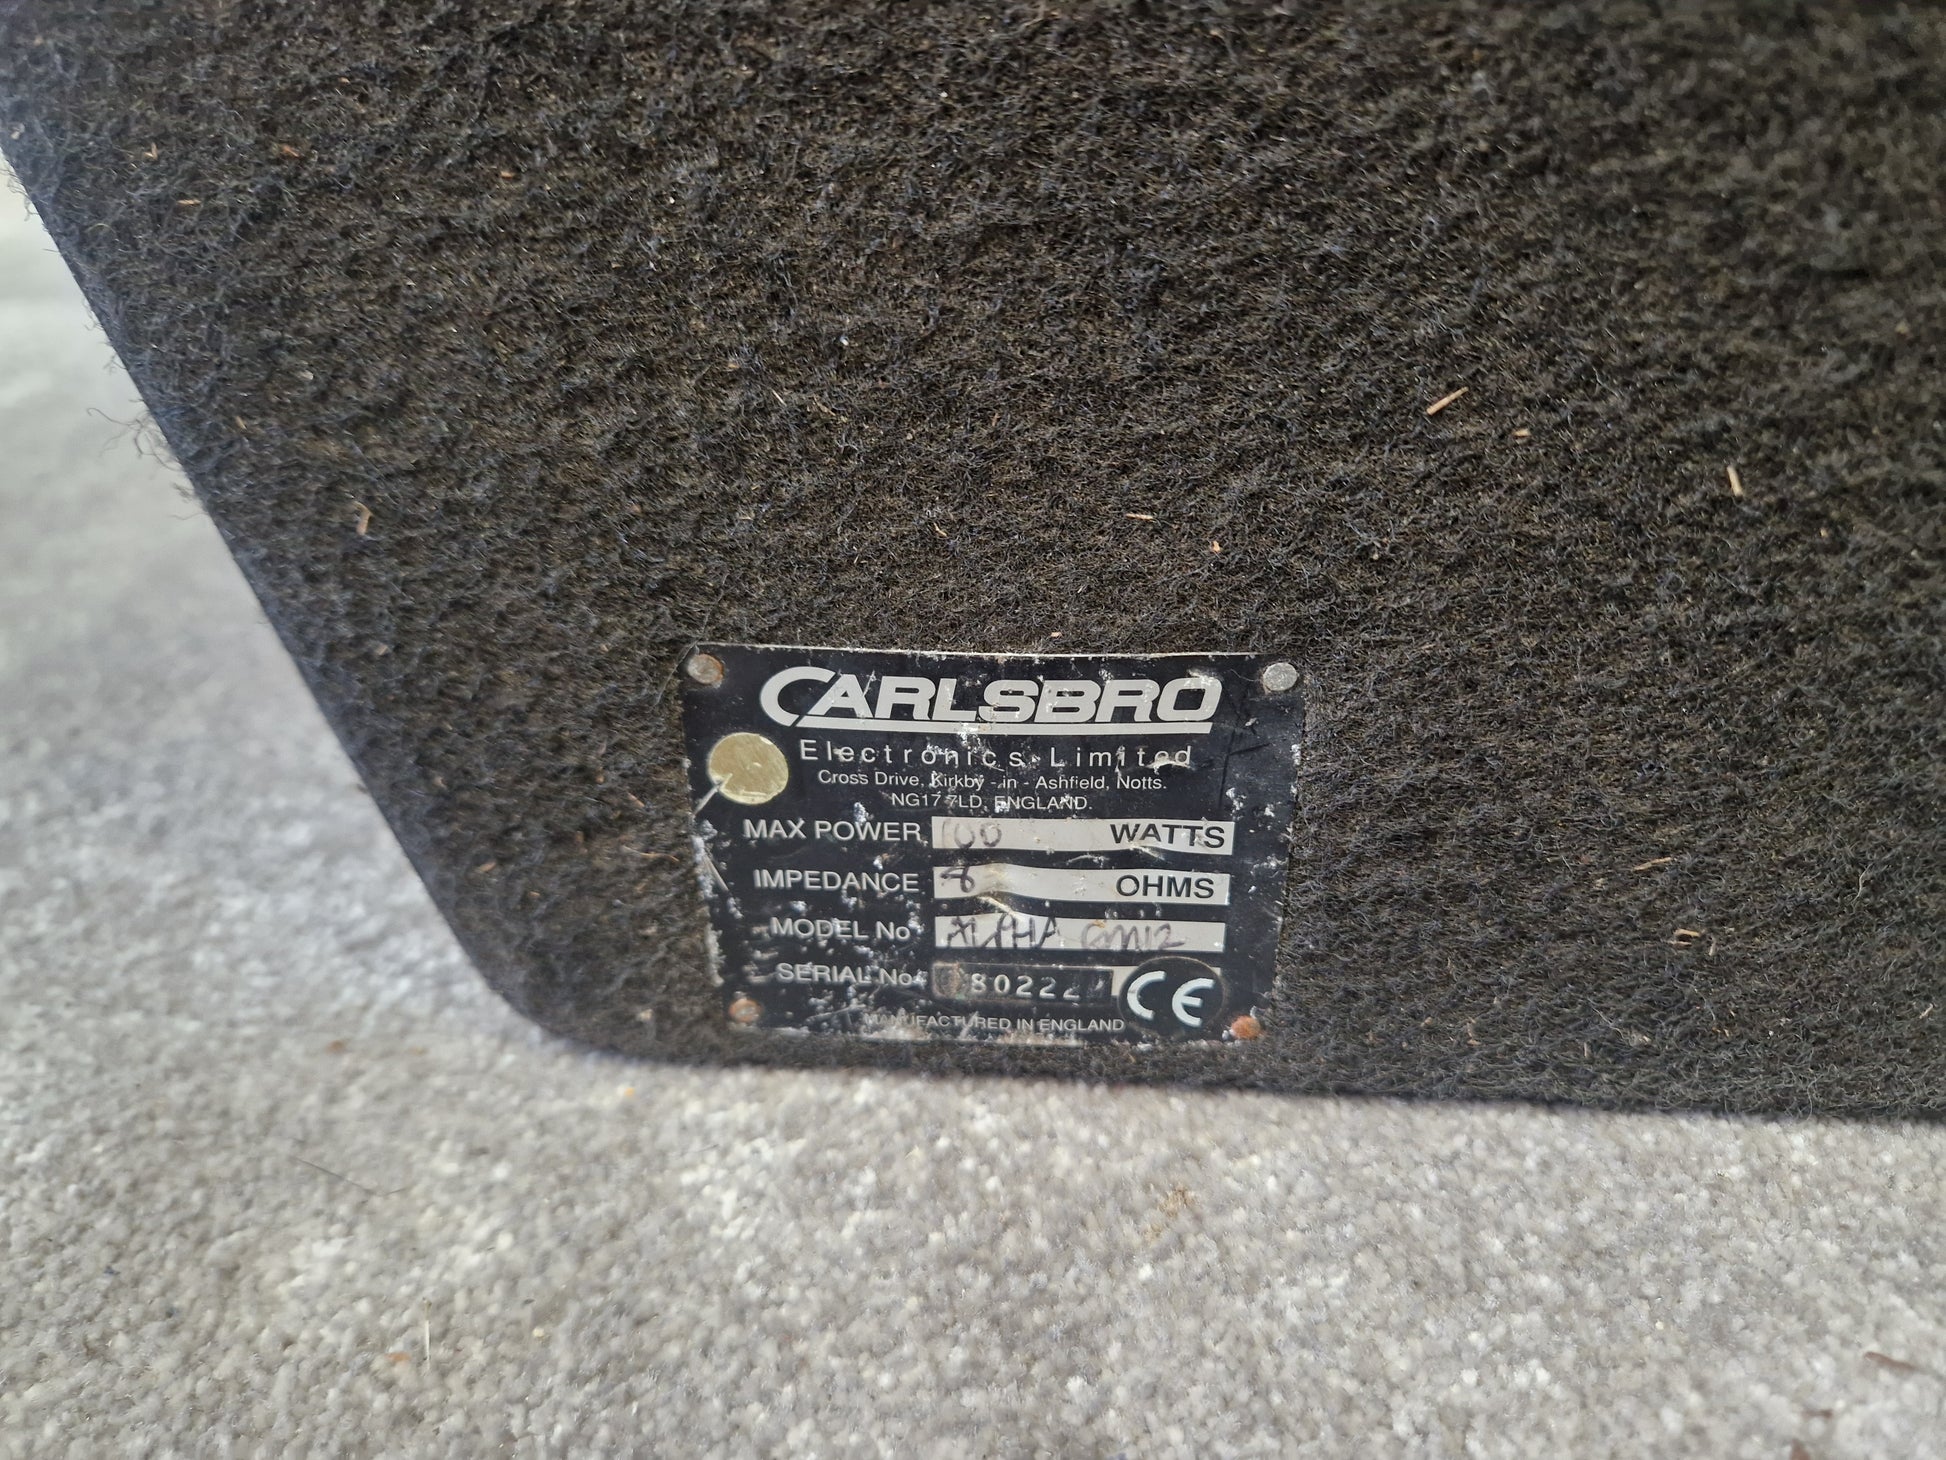 CARLSBRO
Electronics Limited
Cross Drive, Kirkby - in - Ashfield, Notts.
NG17 7LD, ENGLAND.
MAX POWER 100 WATTS
IMPEDANCE 8 OHMS
MODEL No ALPHA CM12
SERIAL No 80222 CE
MANUFACTURED IN ENGLAND